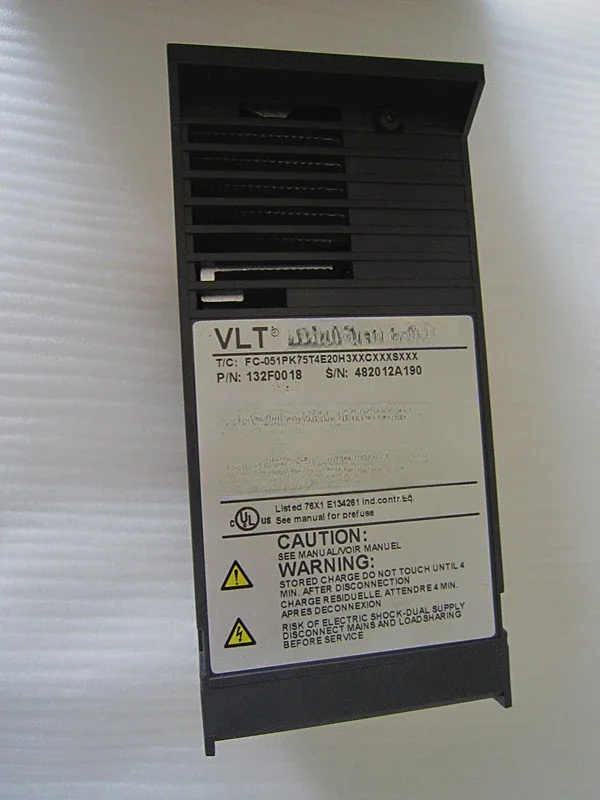 VLT®
T/C: FC-051PK75T4E20H3XXCXXXSXXX
P/N: 132F0018 S/N: 482012A190
Listed 76X1 E134261 Ind.contr.Eq.
c UL US See manual for prefuse
CAUTION:
SEE MANUAL/VOIR MANUEL
WARNING:
STORED CHARGE DO NOT TOUCH UNTIL 4
MIN. AFTER DISCONNECTION
CHARGE RESIDUELLE, ATTENDRE 4 MIN.
APRES DECONNEXION
RISK OF ELECTRIC SHOCK-DUAL SUPPLY
DISCONNECT MAINS AND LOADSHARING
BEFORE SERVICE